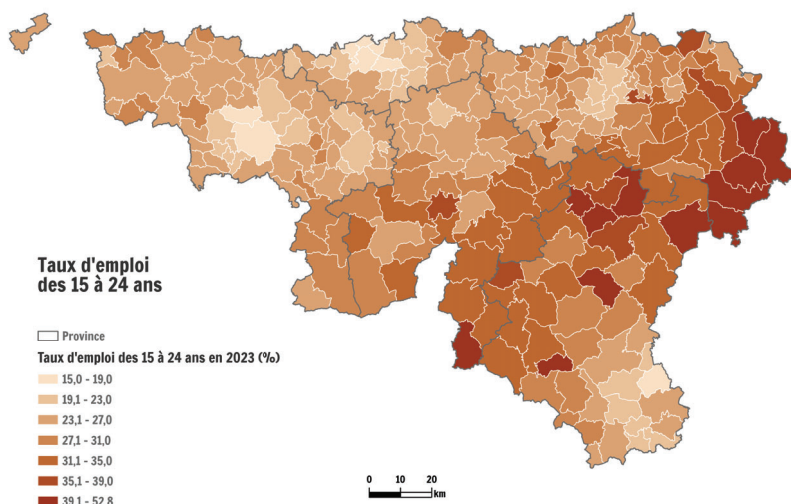 Taux d'emploi
des 15 à 24 ans
Province
Taux d'emploi des 15 à 24 ans en 2023 (%)
15,0 - 19,0
19,1 - 23,0
23,1 - 27,0
27,1 - 31,0
31,1 - 35,0
35,1 - 39,0
39,1 - 52,8
0 10 20
km